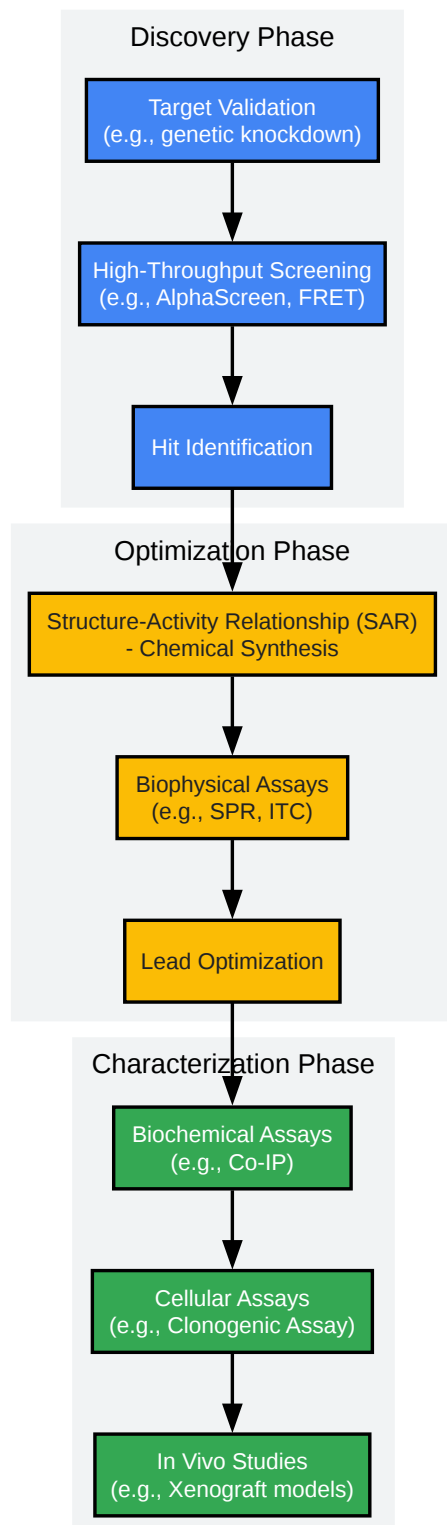 Discovery Phase
Target Validation
(e.g., genetic knockdown)
High-Throughput Screening
(e.g., AlphaScreen, FRET)
Hit Identification
Optimization Phase
Structure-Activity Relationship (SAR)
- Chemical Synthesis
Biophysical Assays
(e.g., SPR, ITC)
Lead Optimization
Characterization Phase
Biochemical Assays
(e.g., Co-IP)
Cellular Assays
(e.g., Clonogenic Assay)
In Vivo Studies
(e.g., Xenograft models)